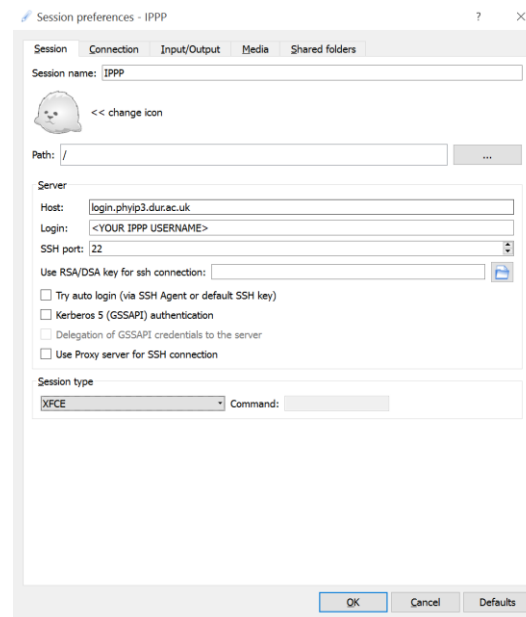 Session preferences - IPPP
?
Session Connection Input/Output Media Shared folders
Session name: IPPP
<< change icon
Path: /
...
Server
Host: login.phyip3.dur.ac.uk
Login: <YOUR IPPP USERNAME>
SSH port: 22
Use RSA/DSA key for ssh connection:
Try auto login (via SSH Agent or default SSH key)
Kerberos 5 (GSSAPI) authentication
Delegation of GSSAPI credentials to the server
Use Proxy server for SSH connection
Session type
XFCE Command:
OK Cancel Defaults